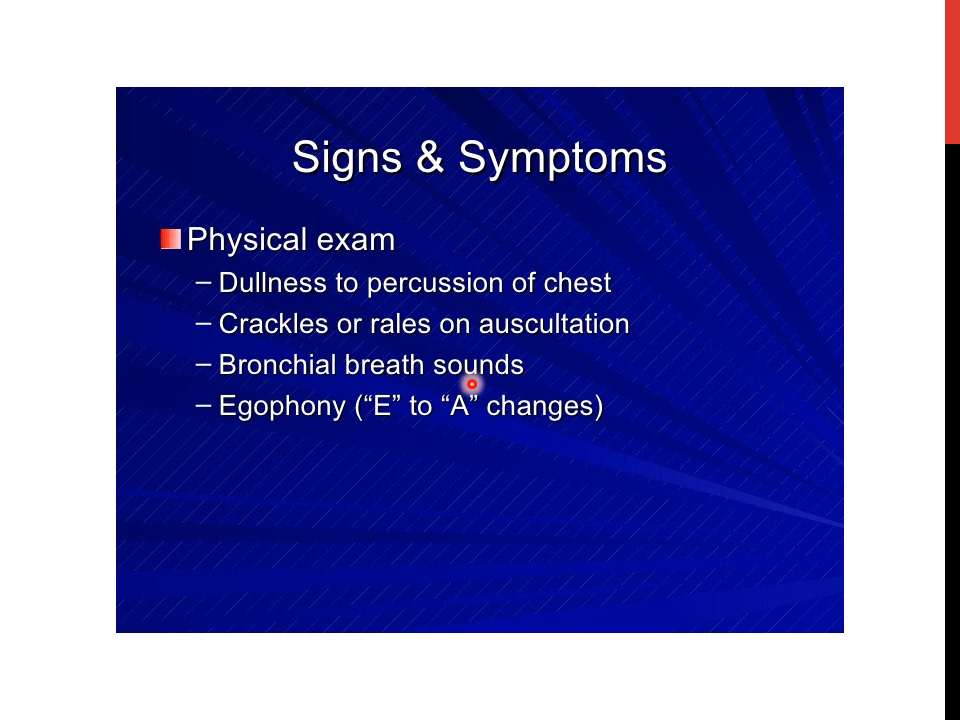 Signs & Symptoms
Physical exam
– Dullness to percussion of chest
– Crackles or rales on auscultation
– Bronchial breath sounds
– Egophony (“E” to “A” changes)